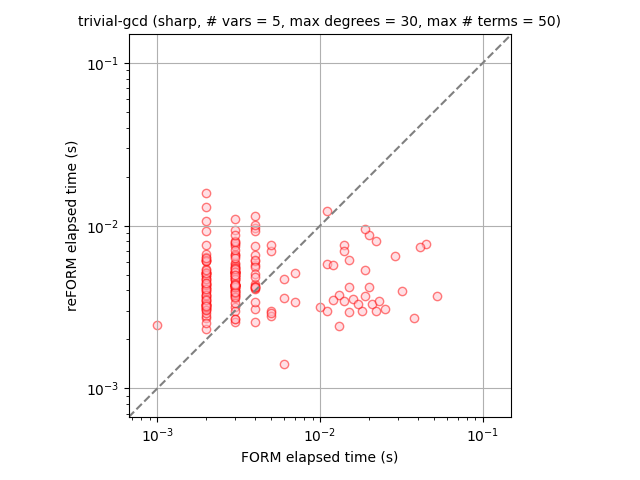 trivial-gcd (sharp, # vars = 5, max degrees = 30, max # terms = 50)
10⁻¹
10⁻²
10⁻³
reFORM elapsed time (s)
10⁻³ 10⁻² 10⁻¹
FORM elapsed time (s)